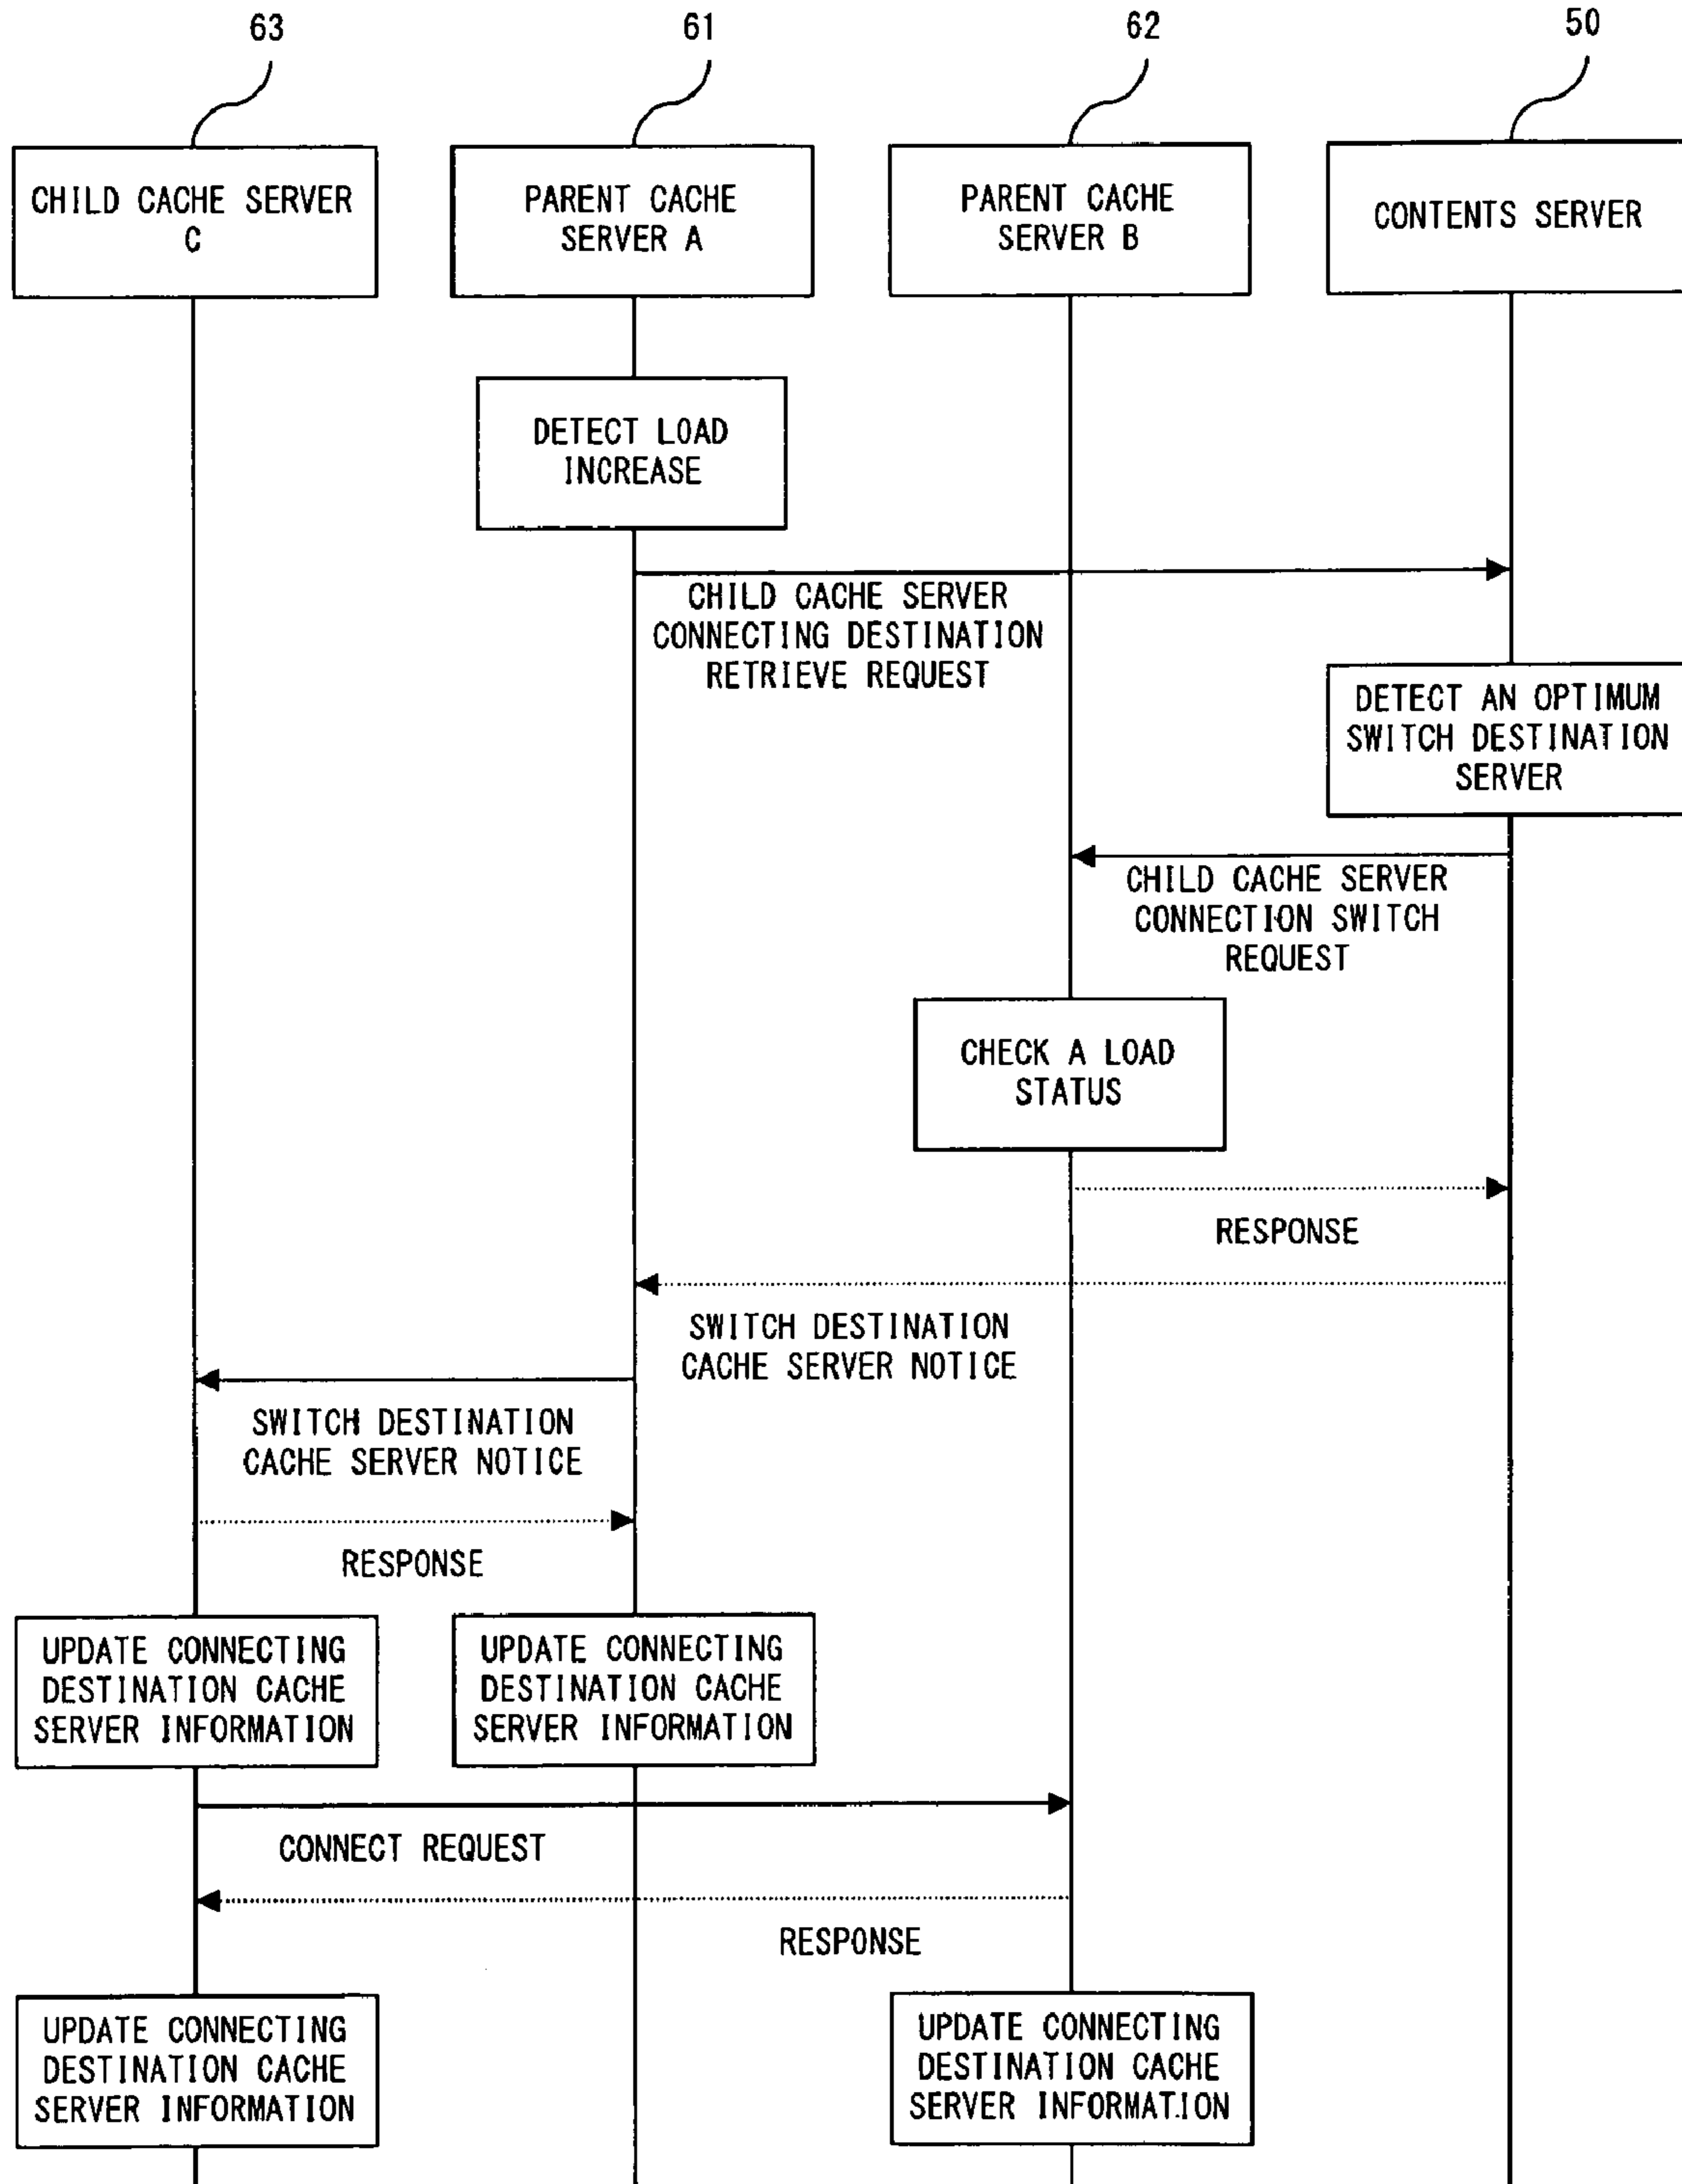 63
61
62
50
CHILD CACHE SERVER
C
PARENT CACHE
SERVER A
PARENT CACHE
SERVER B
CONTENTS SERVER
DETECT LOAD
INCREASE
CHILD CACHE SERVER
CONNECTING DESTINATION
RETRIEVE REQUEST
DETECT AN OPTIMUM
SWITCH DESTINATION
SERVER
CHILD CACHE SERVER
CONNECTION SWITCH
REQUEST
CHECK A LOAD
STATUS
RESPONSE
SWITCH DESTINATION
CACHE SERVER NOTICE
SWITCH DESTINATION
CACHE SERVER NOTICE
RESPONSE
UPDATE CONNECTING
DESTINATION CACHE
SERVER INFORMATION
UPDATE CONNECTING
DESTINATION CACHE
SERVER INFORMATION
CONNECT REQUEST
RESPONSE
UPDATE CONNECTING
DESTINATION CACHE
SERVER INFORMATION
UPDATE CONNECTING
DESTINATION CACHE
SERVER INFORMATION